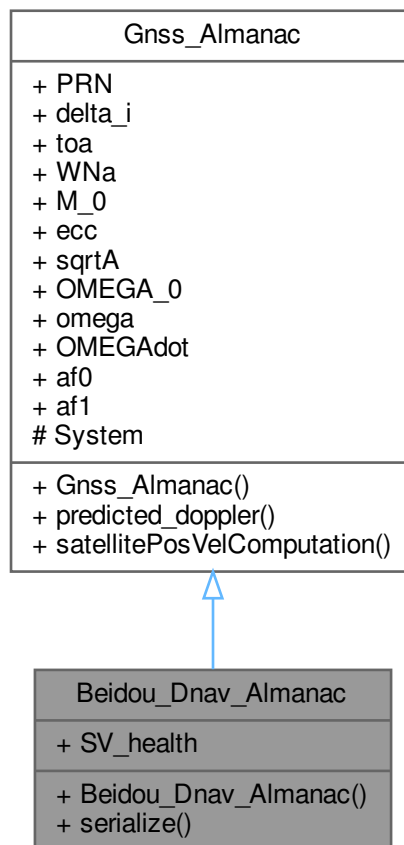 Gnss_Almanac
+ PRN
+ delta_i
+ toa
+ WNa
+ M_0
+ ecc
+ sqrtA
+ OMEGA_0
+ omega
+ OMEGAdot
+ af0
+ af1
# System
+ Gnss_Almanac()
+ predicted_doppler()
+ satellitePosVelComputation()
Beidou_Dnav_Almanac
+ SV_health
+ Beidou_Dnav_Almanac()
+ serialize()